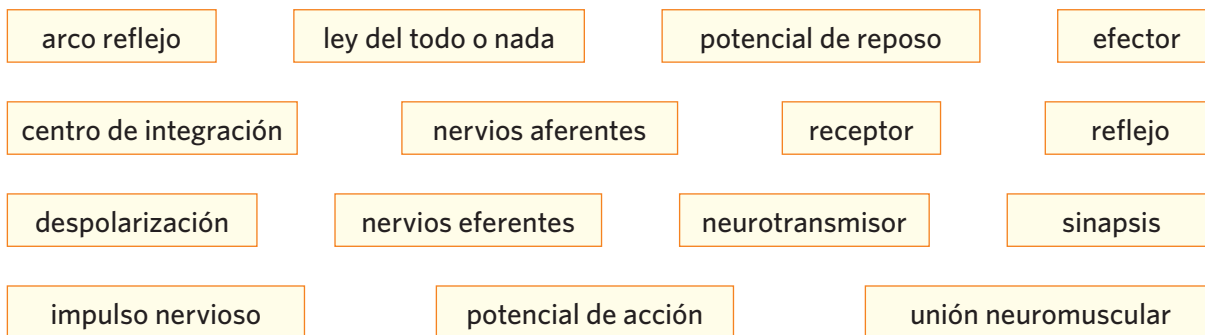 arco reflejo ley del todo o nada potencial de reposo efector
centro de integración nervios aferentes receptor reflejo
despolarización nervios eferentes neurotransmisor sinapsis
impulso nervioso potencial de acción unión neuromuscular